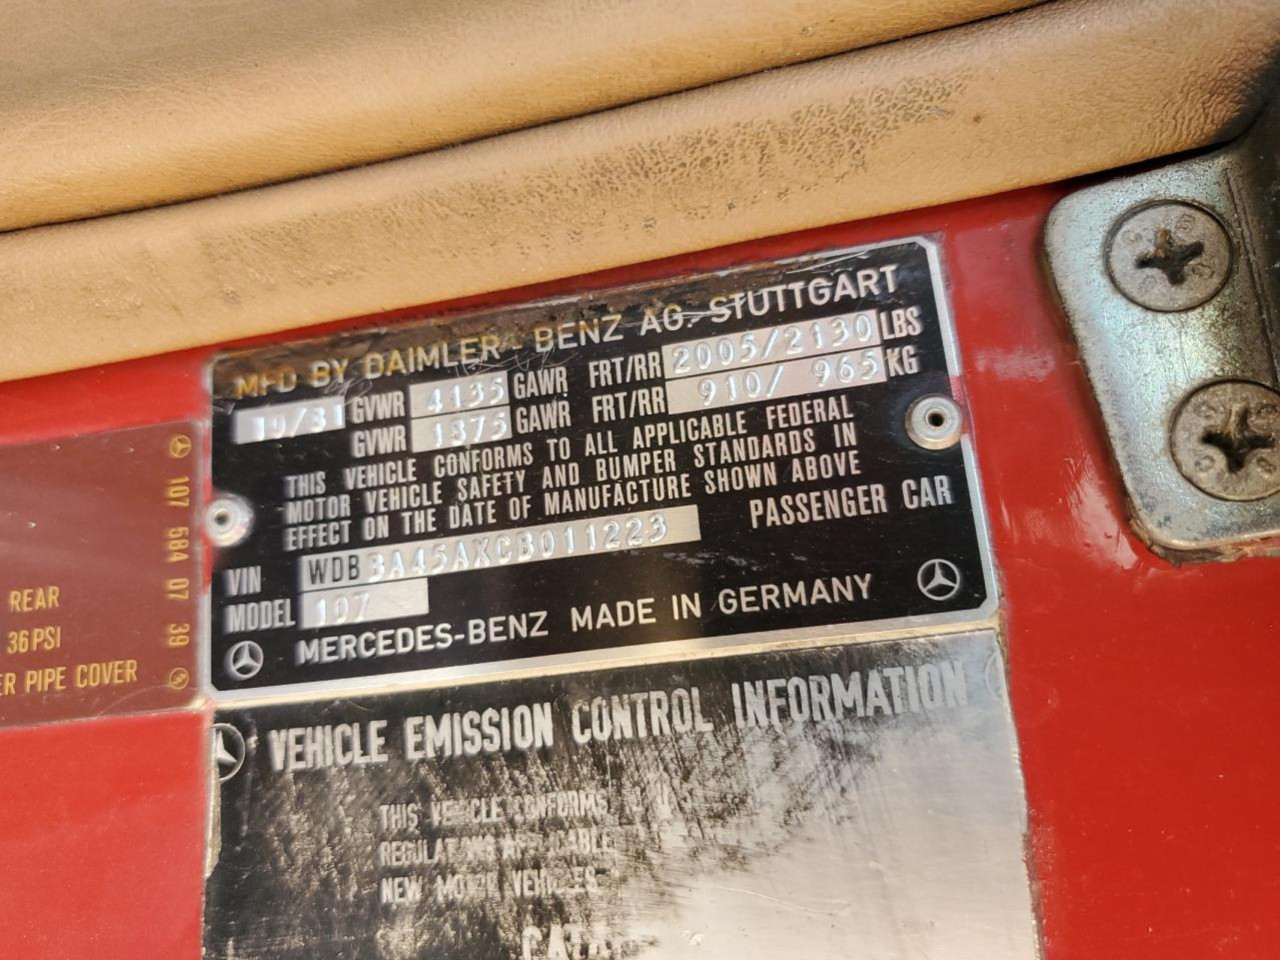 MFD BY DAIMLER-BENZ AG. STUTTGART
10/81 GVWR 4135 GAWR FRT/RR 2005/2130 LBS
GVWR 1875 GAWR FRT/RR 910/ 965 KG
THIS VEHICLE CONFORMS TO ALL APPLICABLE FEDERAL
MOTOR VEHICLE SAFETY AND BUMPER STANDARDS IN
EFFECT ON THE DATE OF MANUFACTURE SHOWN ABOVE
VIN WDBBA45AXCB011223 PASSENGER CAR
MODEL 107
MERCEDES-BENZ MADE IN GERMANY
107 584 07 39
REAR
36 PSI
PIPE COVER
VEHICLE EMISSION CONTROL INFORMATION
THIS VEHICLE CONFORMS
REGULATIONS APPLICABLE
NEW MOTOR VEHICLES